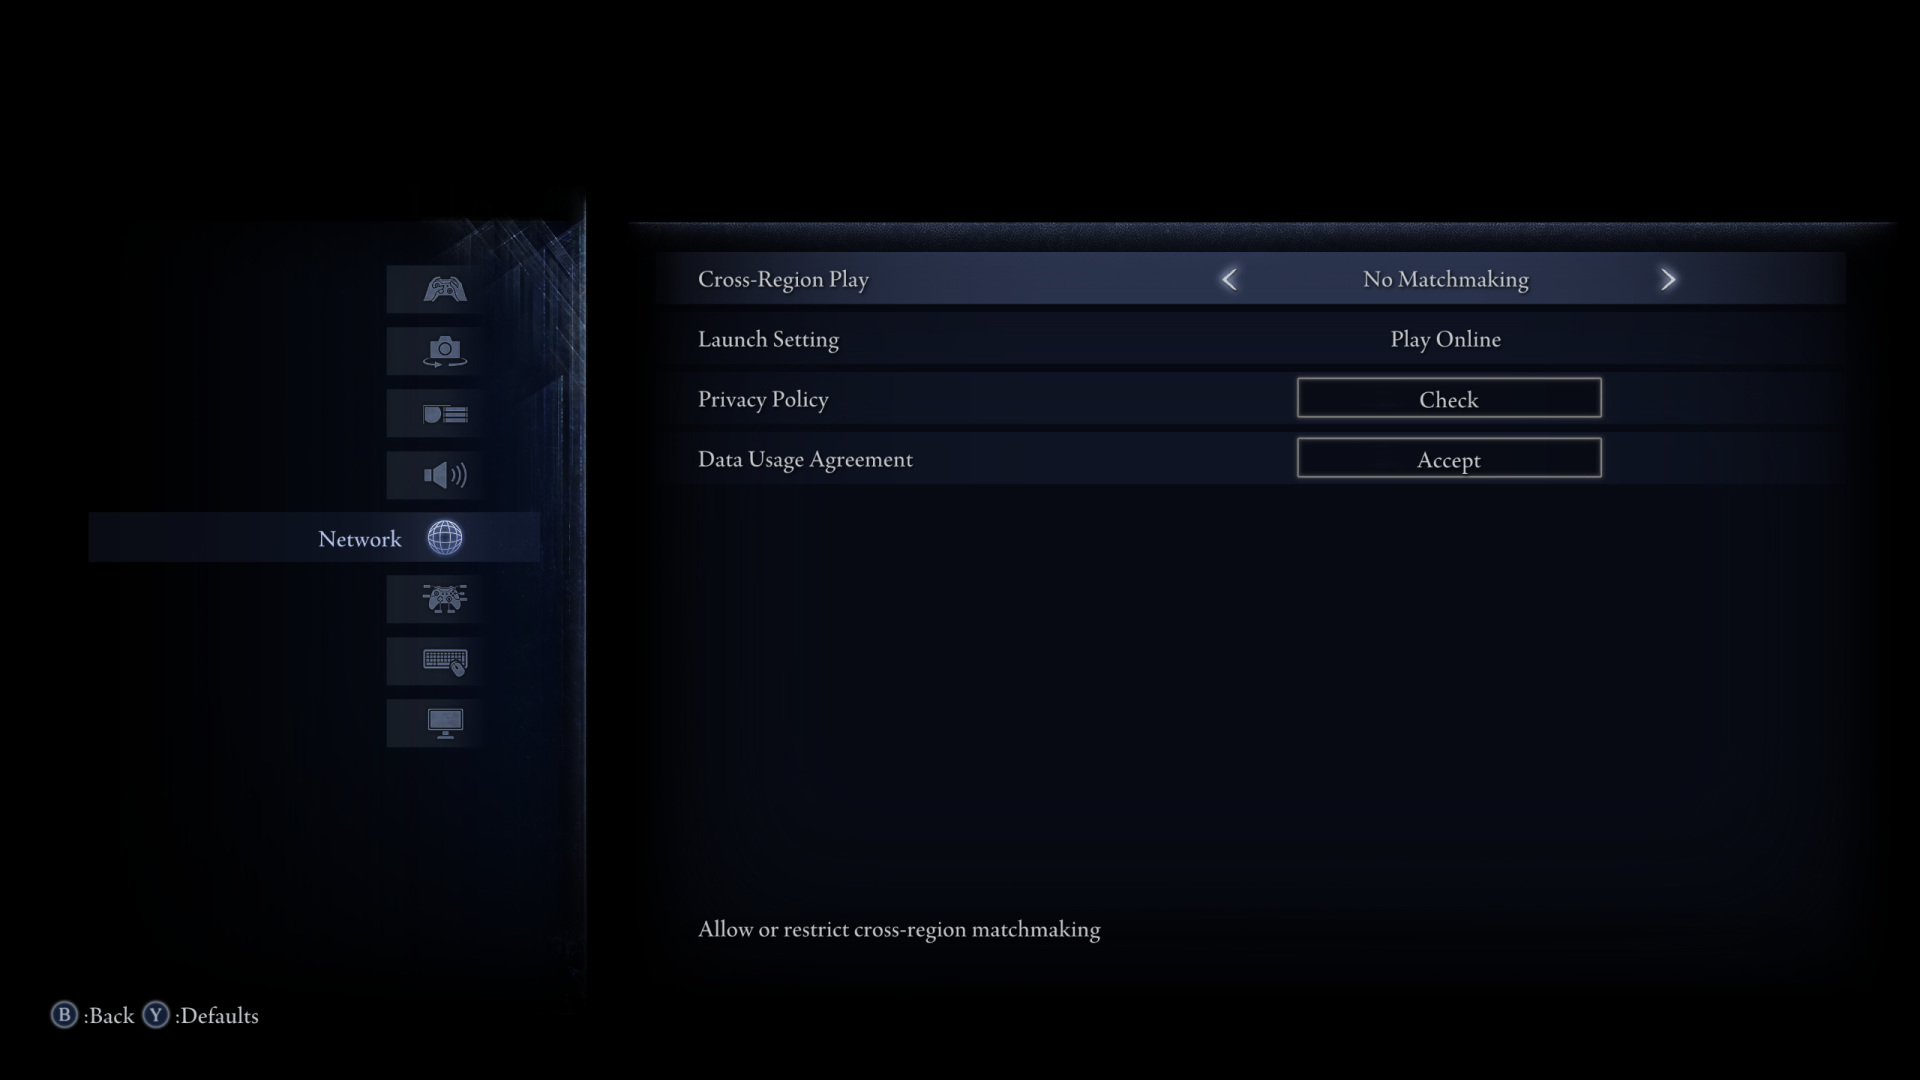 Cross-Region Play No Matchmaking
Launch Setting Play Online
Privacy Policy Check
Data Usage Agreement Accept
Network
Allow or restrict cross-region matchmaking
B :Back Y :Defaults